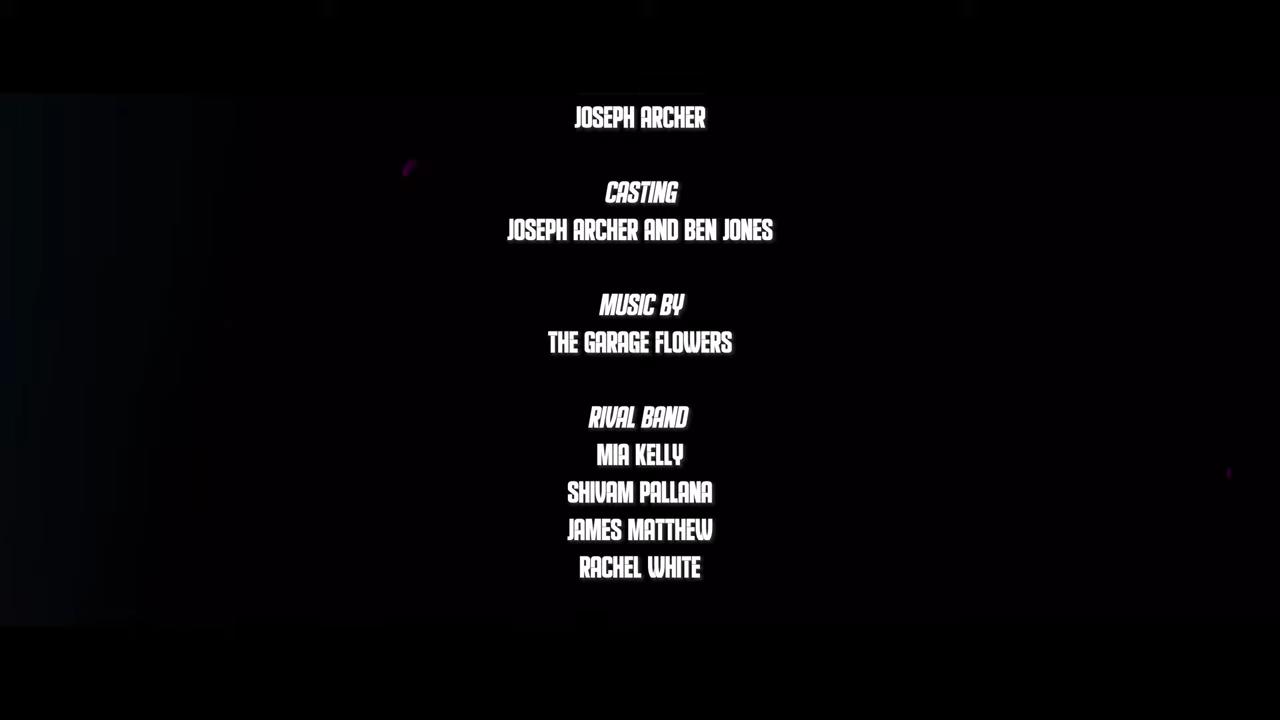 JOSEPH ARCHER
CASTING
JOSEPH ARCHER AND BEN JONES
MUSIC BY
THE GARAGE FLOWERS
RIVAL BAND
MIA KELLY
SHIVAM PALLANA
JAMES MATTHEW
RACHEL WHITE